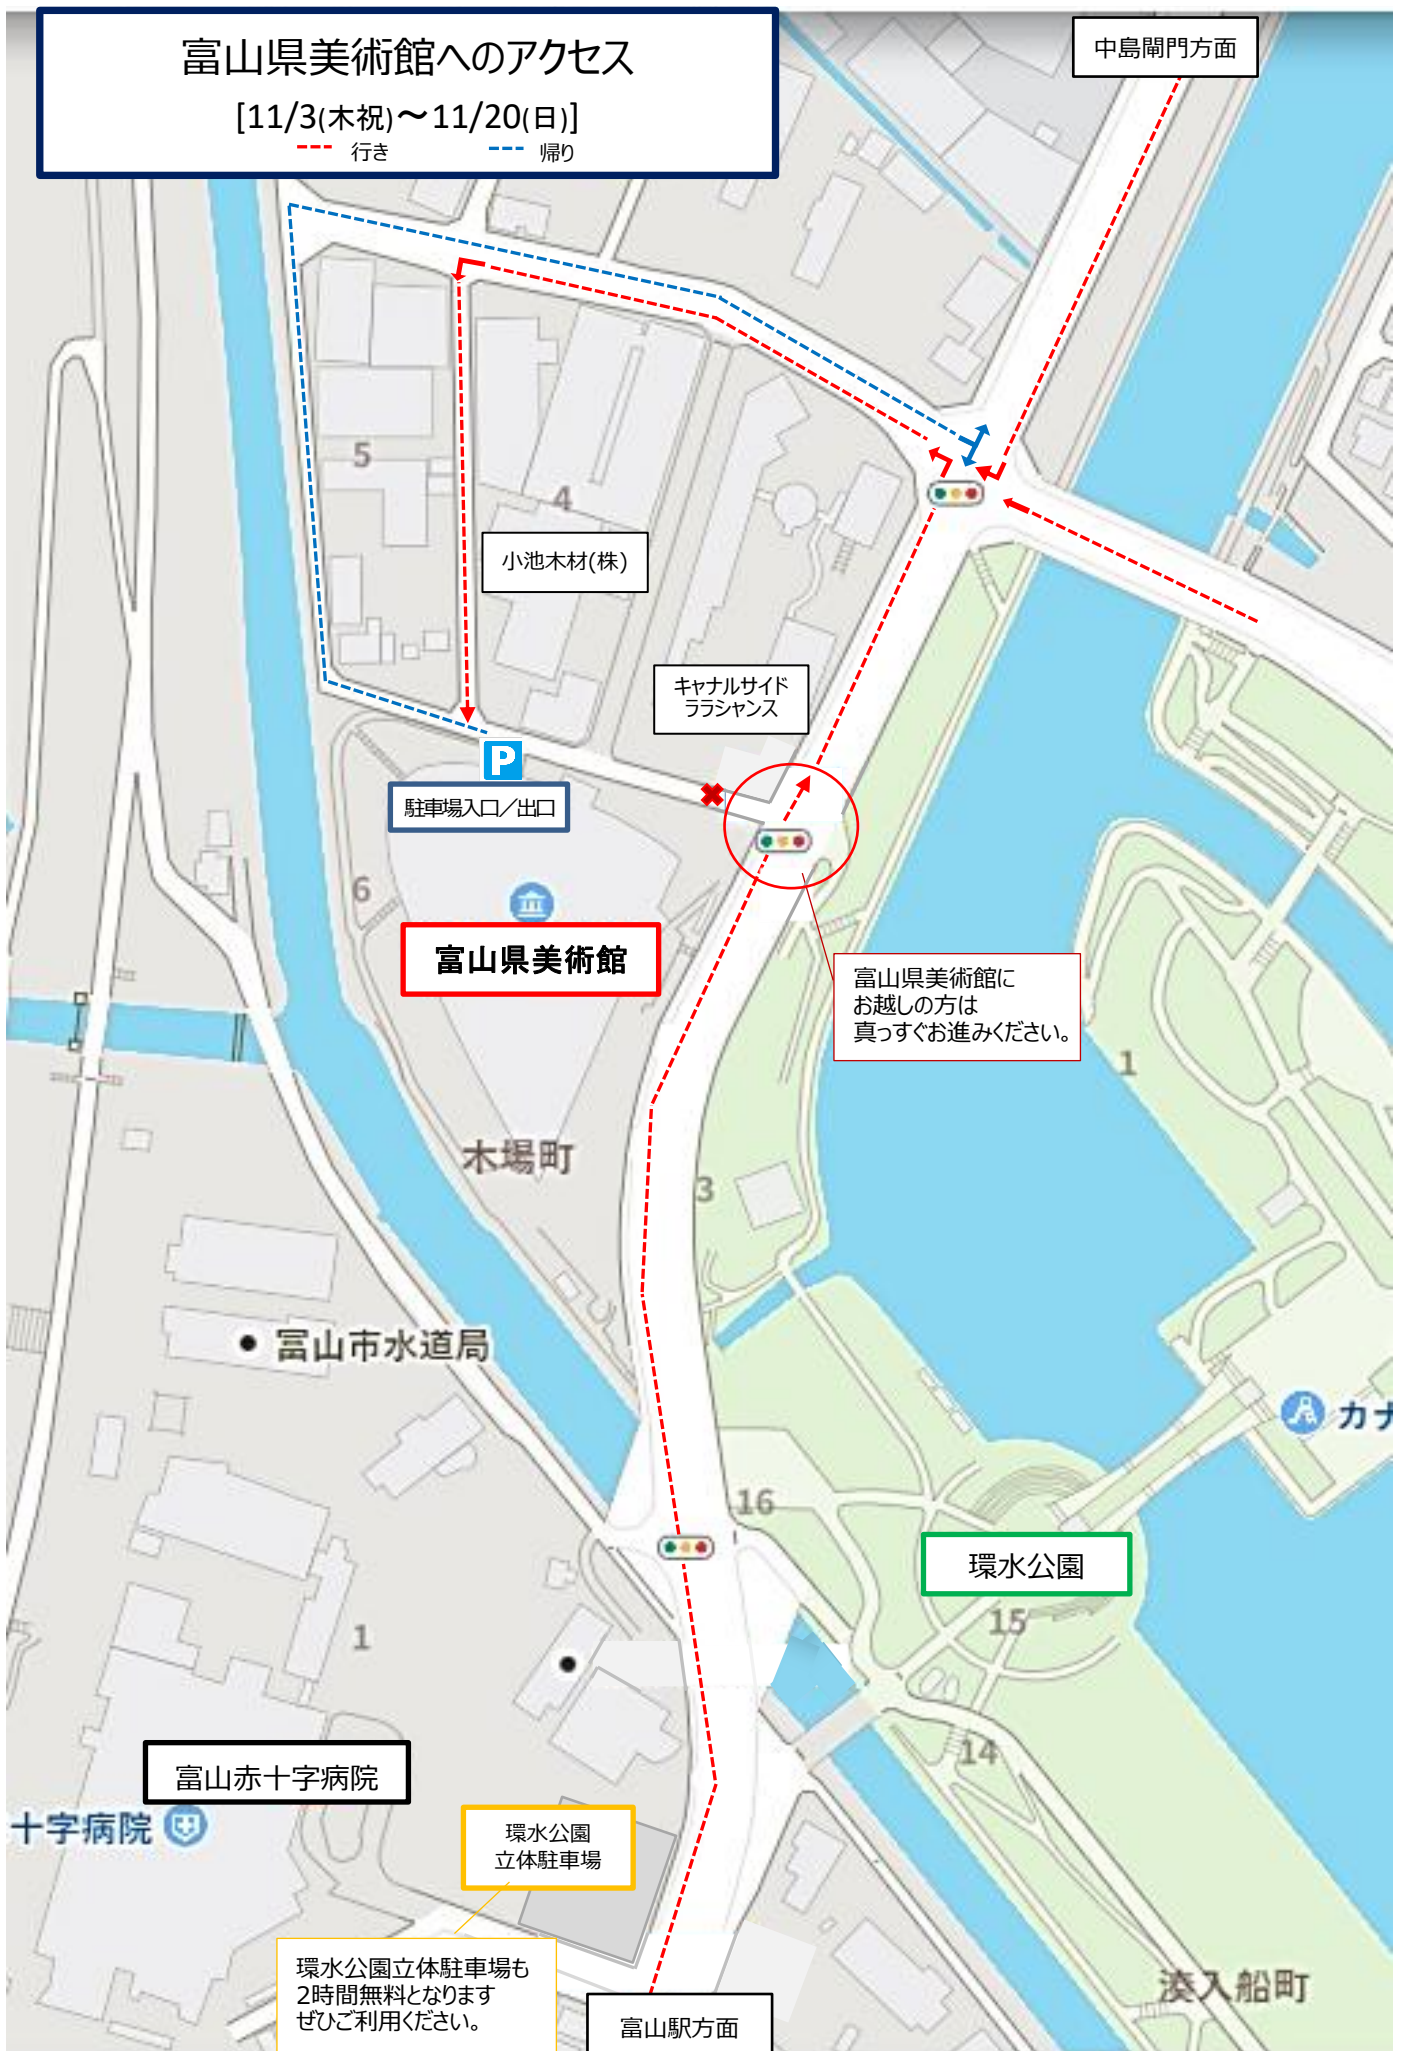 富山県美術館へのアクセス
[11/3(木祝)～11/20(日)]
行き 帰り
中島閘門方面
5
4
小池木材(株)
キャナルサイド
ララシャンス
P
駐車場入口／出口
6
富山県美術館
富山県美術館に
お越しの方は
真っすぐお進みください。
1
木場町
3
富山市水道局
カナ
16
環水公園
15
1
14
富山赤十字病院
十字病院
環水公園
立体駐車場
環水公園立体駐車場も
2時間無料となります
ぜひご利用ください。
湊入船町
富山駅方面